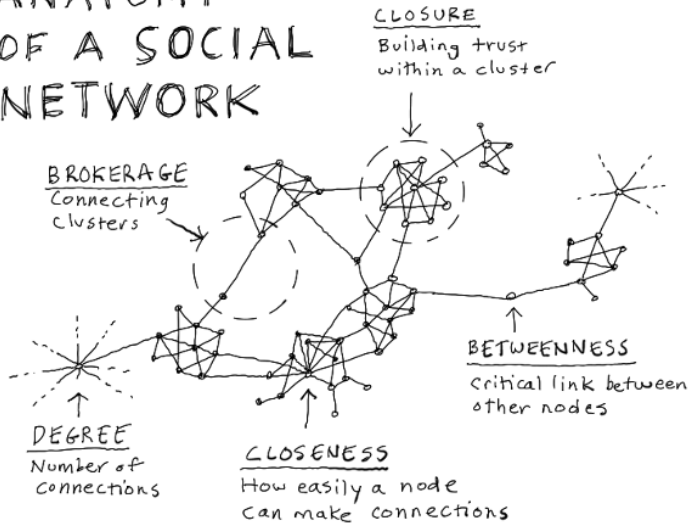 ANATOMY
OF A SOCIAL
NETWORK
CLOSURE
Building trust
within a cluster
BROKERAGE
Connecting
clusters
BETWEENNESS
Critical link between
other nodes
DEGREE
Number of
connections
CLOSENESS
How easily a node
can make connections